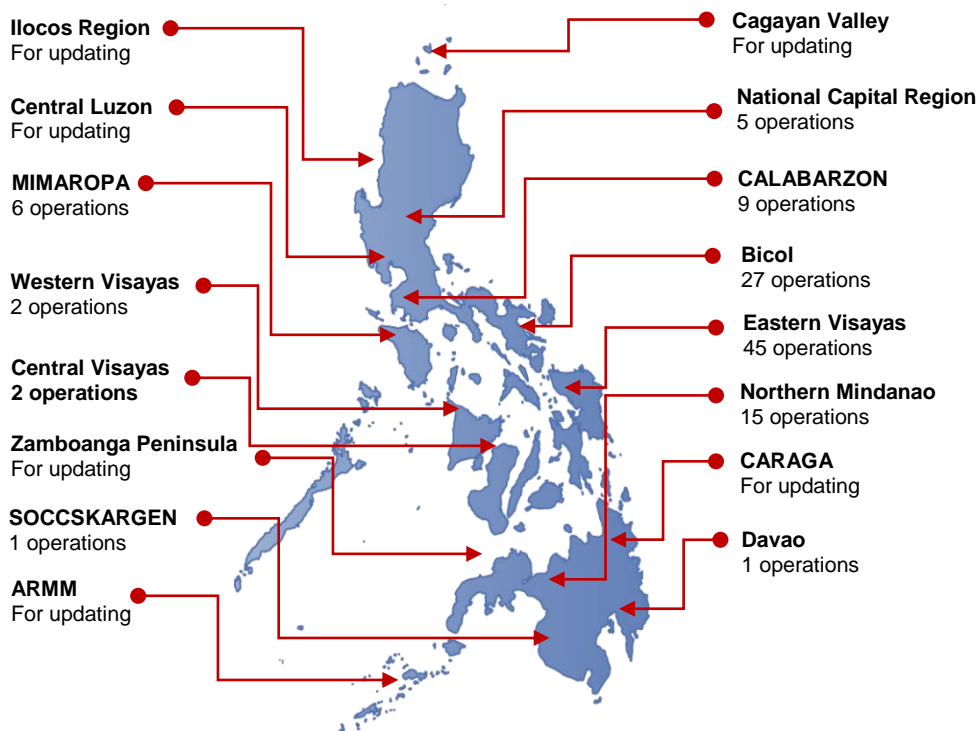 Ilocos Region
For updating
Central Luzon
For updating
MIMAROPA
6 operations
Western Visayas
2 operations
Central Visayas
2 operations
Zamboanga Peninsula
For updating
SOCCSKARGEN
1 operations
ARMM
For updating
Cagayan Valley
For updating
National Capital Region
5 operations
CALABARZON
9 operations
Bicol
27 operations
Eastern Visayas
45 operations
Northern Mindanao
15 operations
CARAGA
For updating
Davao
1 operations